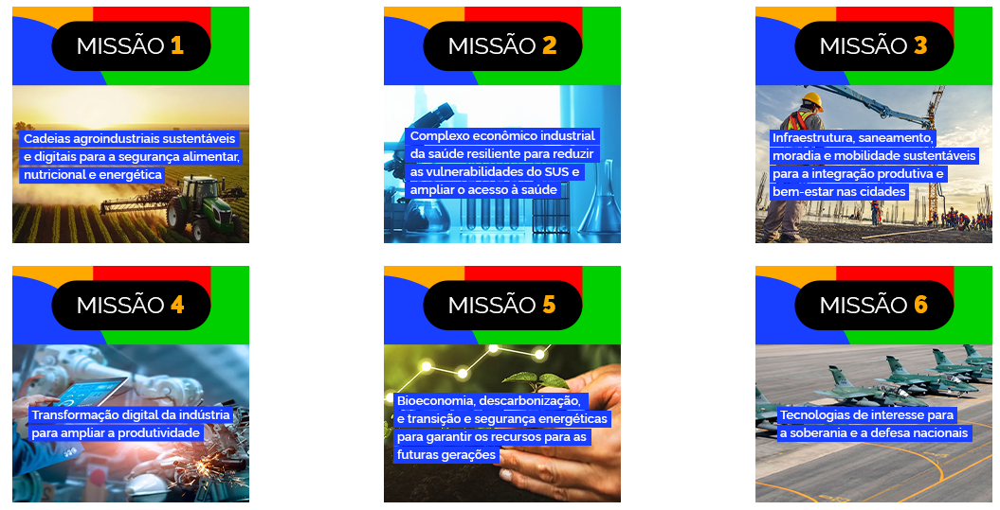 MISSÃO 1
Cadeias agroindustriais sustentáveis
e digitais para a segurança alimentar,
nutricional e energética
MISSÃO 2
Complexo econômico industrial
da saúde resiliente para reduzir
as vulnerabilidades do SUS e
ampliar o acesso à saúde
MISSÃO 3
Infraestrutura, saneamento,
moradia e mobilidade sustentáveis
para a integração produtiva e
bem-estar nas cidades
MISSÃO 4
Transformação digital da indústria
para ampliar a produtividade
MISSÃO 5
Bioeconomia, descarbonização,
e transição e segurança energéticas
para garantir os recursos para as
futuras gerações
MISSÃO 6
Tecnologias de interesse para
a soberania e a defesa nacionais